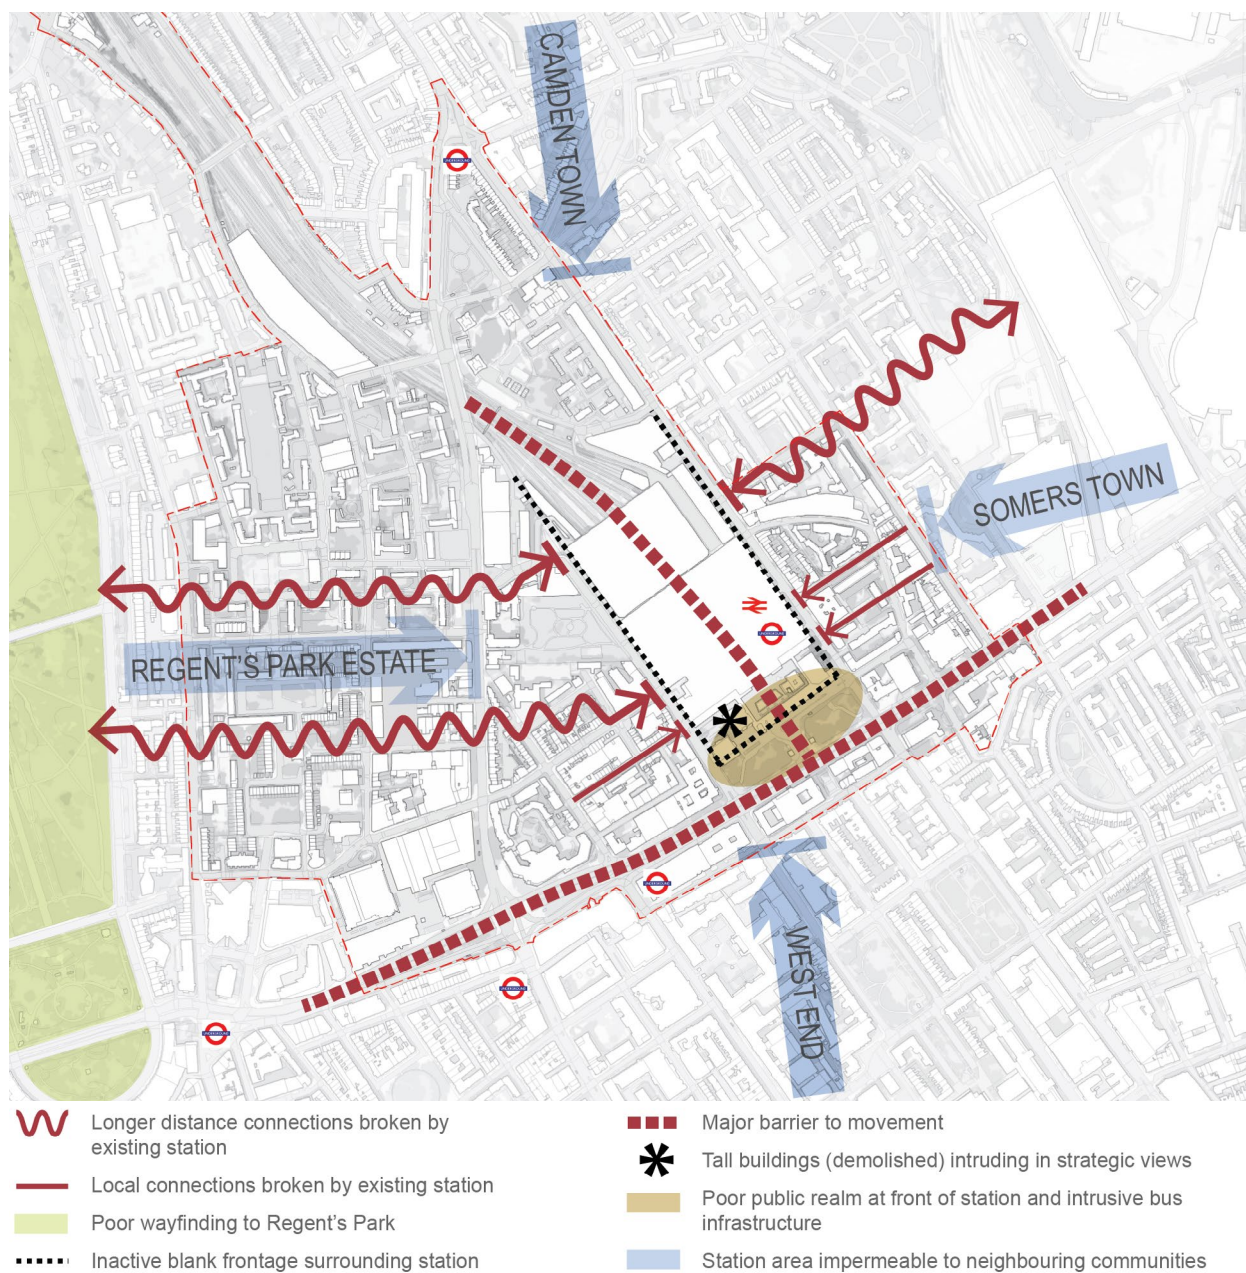 CAMDEN TOWN
SOMERS TOWN
REGENT'S PARK ESTATE
WEST END
Longer distance connections broken by
existing station
Local connections broken by existing station
Poor wayfinding to Regent's Park
Inactive blank frontage surrounding station
Major barrier to movement
Tall buildings (demolished) intruding in strategic views
Poor public realm at front of station and intrusive bus
infrastructure
Station area impermeable to neighbouring communities